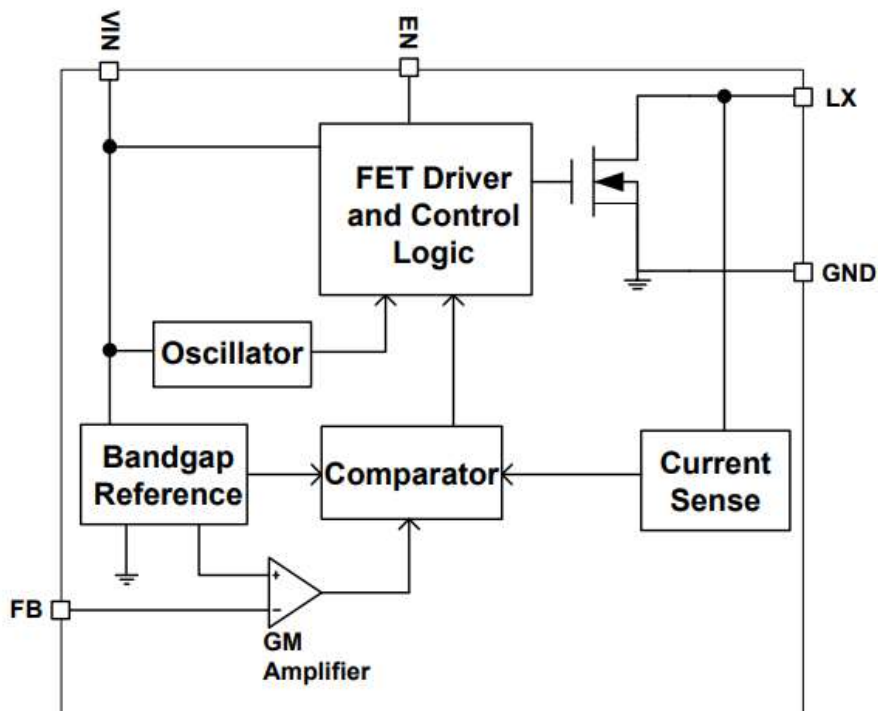 VIN
EN
LX
FET Driver
and Control
Logic
GND
Oscillator
Bandgap
Reference
Comparator
Current
Sense
+
FB
−
GM
Amplifier